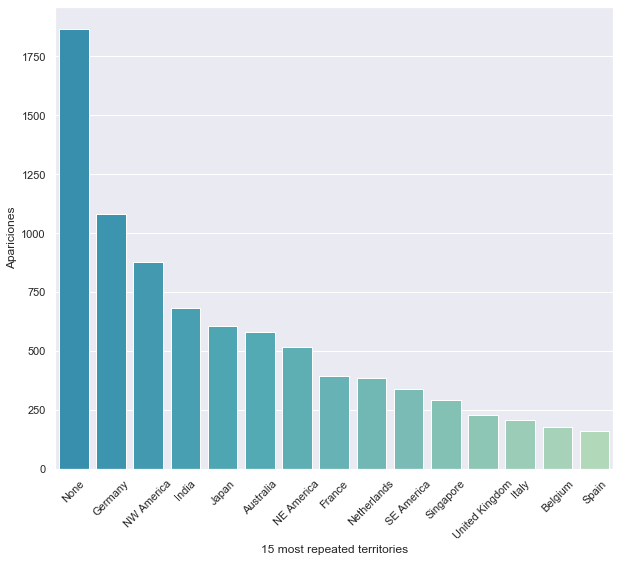 1750
1500
1250
1000
750
500
250
0
Apariciones
None
Germany
NW America
India
Japan
Australia
NE America
France
Netherlands
SE America
Singapore
United Kingdom
Italy
Belgium
Spain
15 most repeated territories